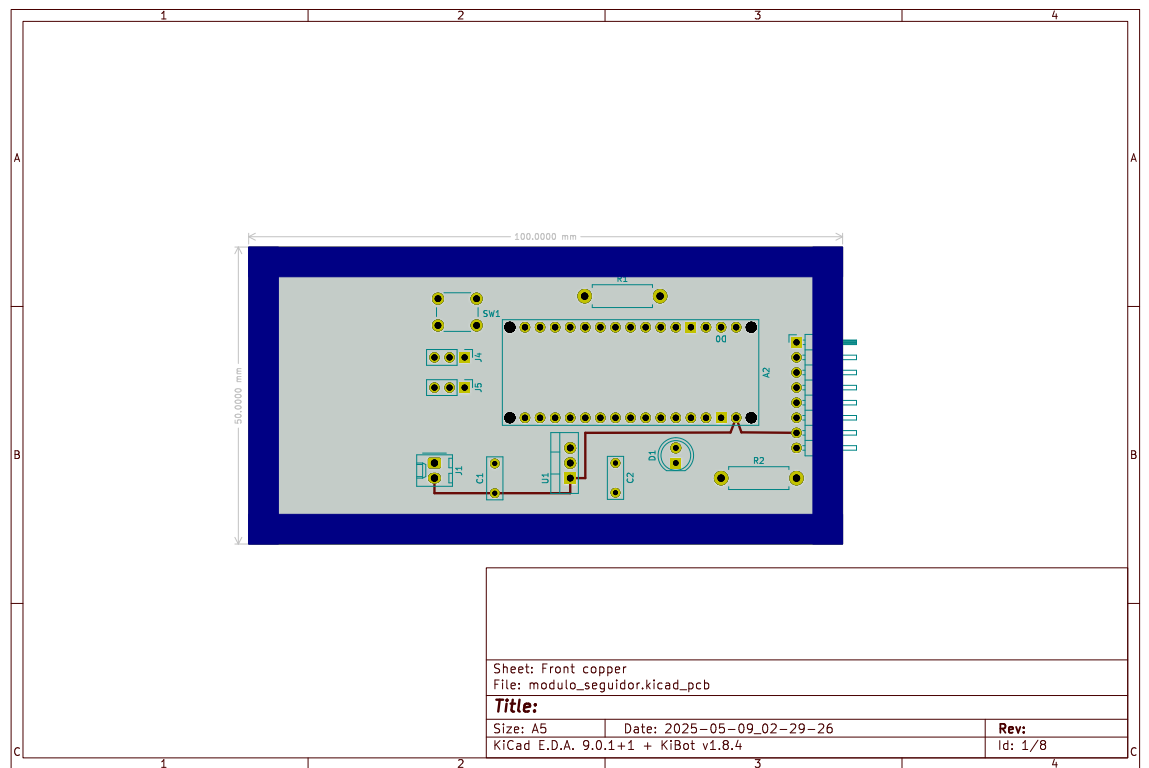 1 2 3 4
100.0000 mm
50.0000 mm
A A
R1
SW1
DD
J4
A2
J5
B B
D1
J1
C1
U1
C2
R2
Sheet: Front copper
File: modulo_seguidor.kicad_pcb
Title:
Size: A5 Date: 2025-05-09_02-29-26 Rev:
KiCad E.D.A. 9.0.1+1 + KiBot v1.8.4 Id: 1/8
C C
1 2 3 4